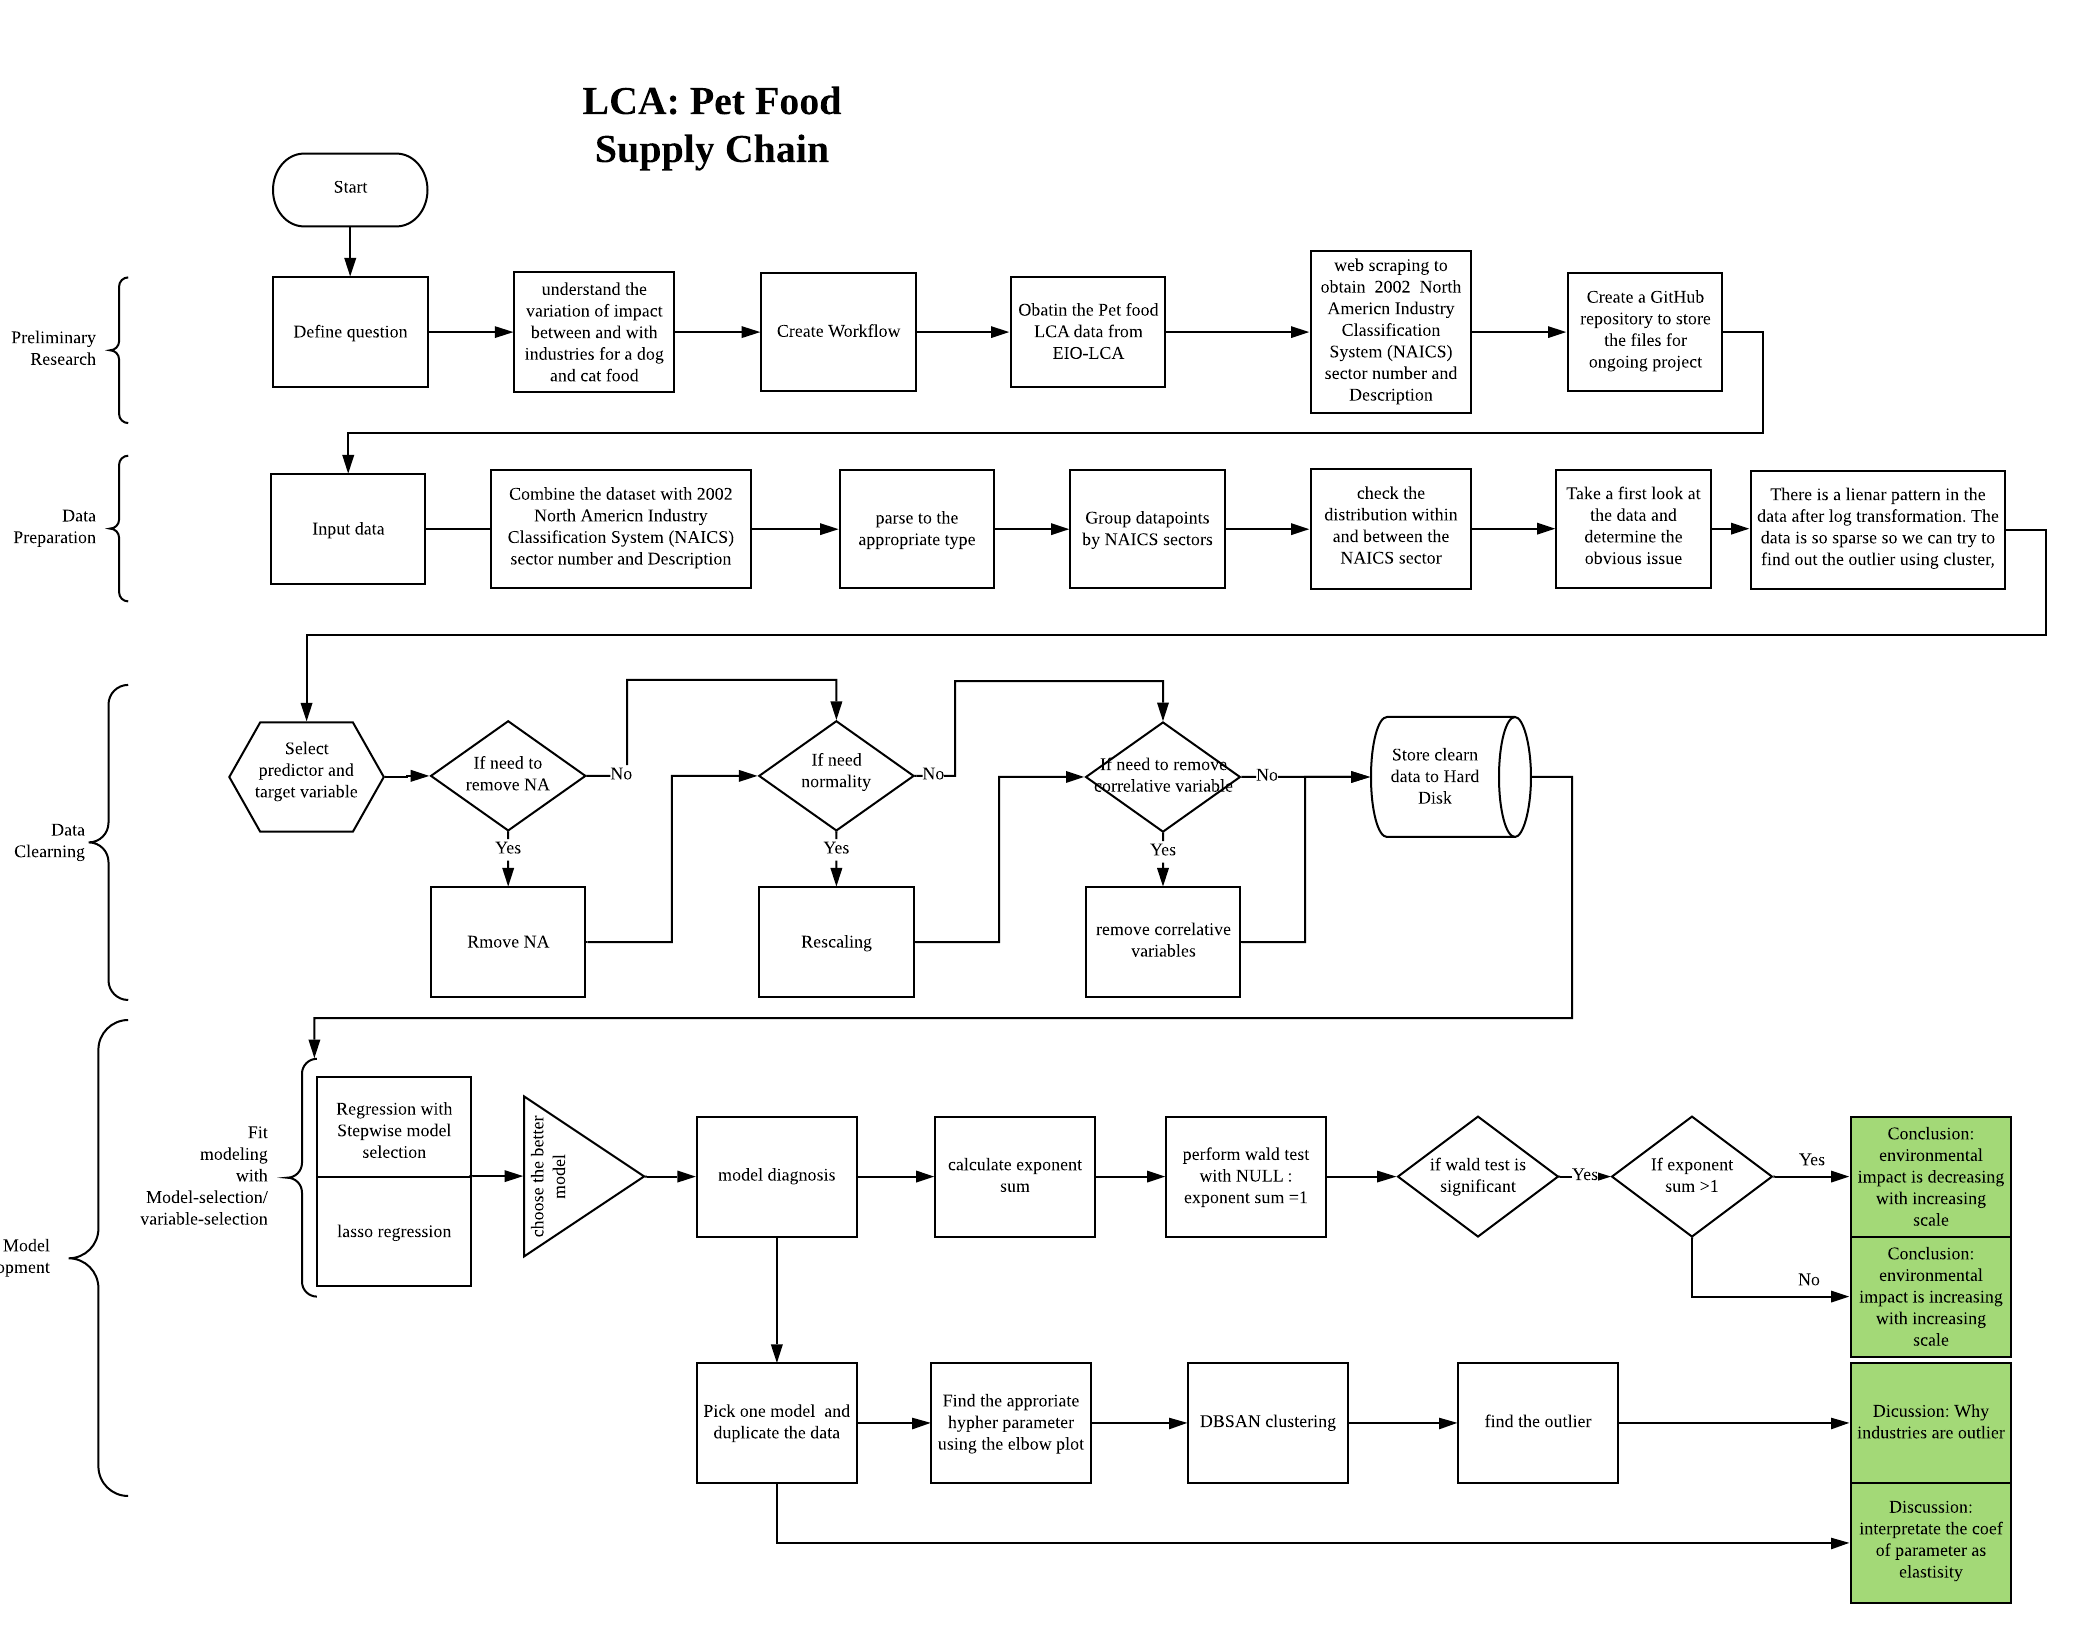 LCA: Pet Food
Supply Chain
Start
Preliminary
Research
Define question
understand the
variation of impact
between and with
industries for a dog
and cat food
Create Workflow
Obatin the Pet food
LCA data from
EIO-LCA
web scraping to
obtain 2002 North
Americn Industry
Classification
System (NAICS)
sector number and
Description
Create a GitHub
repository to store
the files for
ongoing project
Data
Preparation
Input data
Combine the dataset with 2002
North Americn Industry
Classification System (NAICS)
sector number and Description
parse to the
appropriate type
Group datapoints
by NAICS sectors
check the
distribution within
and between the
NAICS sector
Take a first look at
the data and
determine the
obvious issue
There is a lienar pattern in the
data after log transformation. The
data is so sparse so we can try to
find out the outlier using cluster,
Data
Clearning
Select
predictor and
target variable
If need to
remove NA
No
Yes
Rmove NA
If need
normality
No
Yes
Rescaling
If need to remove
correlative variable
No
Yes
remove correlative
variables
Store clearn
data to Hard
Disk
Model
opment
Fit
modeling
with
Model-selection/
variable-selection
Regression with
Stepwise model
selection
lasso regression
choose the better
model
model diagnosis
calculate exponent
sum
perform wald test
with NULL :
exponent sum =1
if wald test is
significant
Yes
If exponent
sum >1
Yes
No
Conclusion:
environmental
impact is decreasing
with increasing
scale
Conclusion:
environmental
impact is increasing
with increasing
scale
Pick one model and
duplicate the data
Find the approriate
hypher parameter
using the elbow plot
DBSAN clustering
find the outlier
Dicussion: Why
industries are outlier
Discussion:
interpretate the coef
of parameter as
elastisity